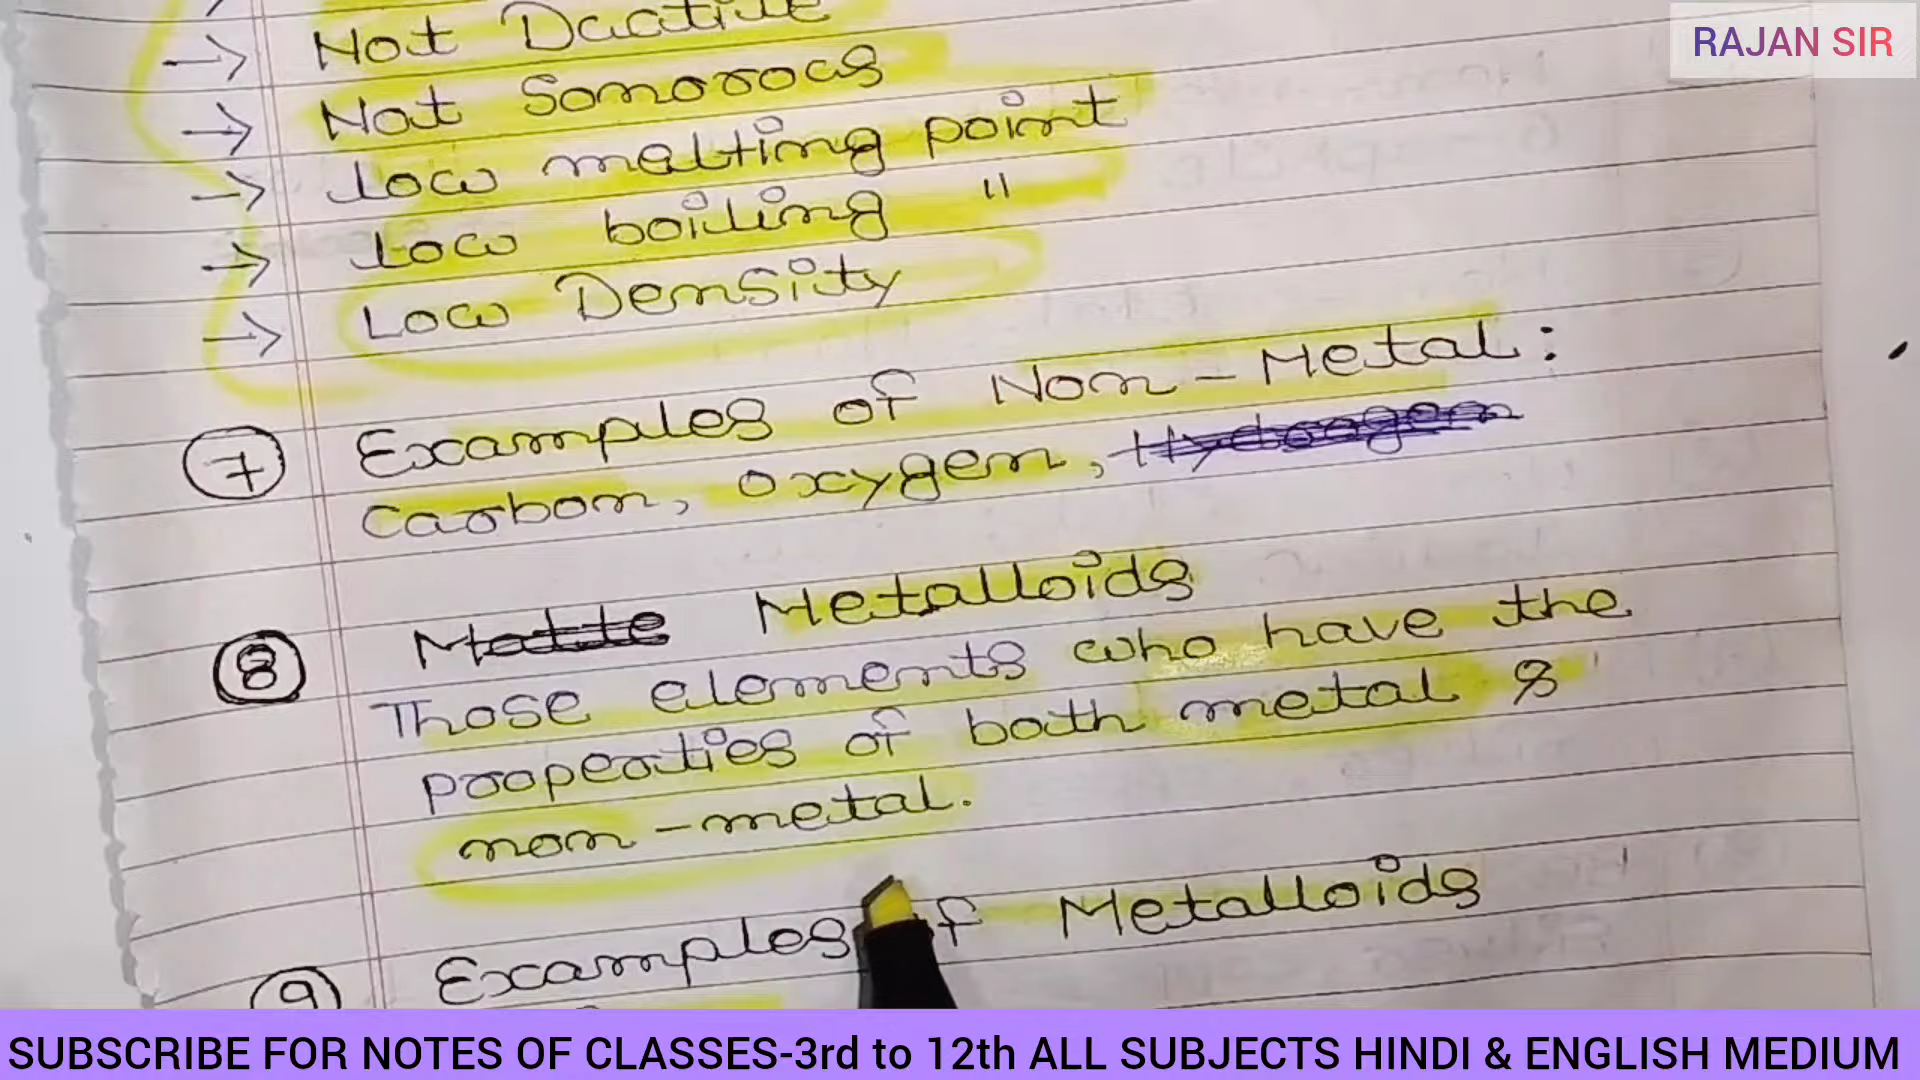 RAJAN SIR
→ Not Ductile
→ Not Sonorous
→ Low melting point
→ Low boiling "
→ Low Density
7 Examples of Non-Metal:
Carbon, oxygen, Hydrogen
8 Metalloids
Those elements who have the
properties of both metal &
non-metal.
9 Examples of Metalloids
SUBSCRIBE FOR NOTES OF CLASSES-3rd to 12th ALL SUBJECTS HINDI & ENGLISH MEDIUM